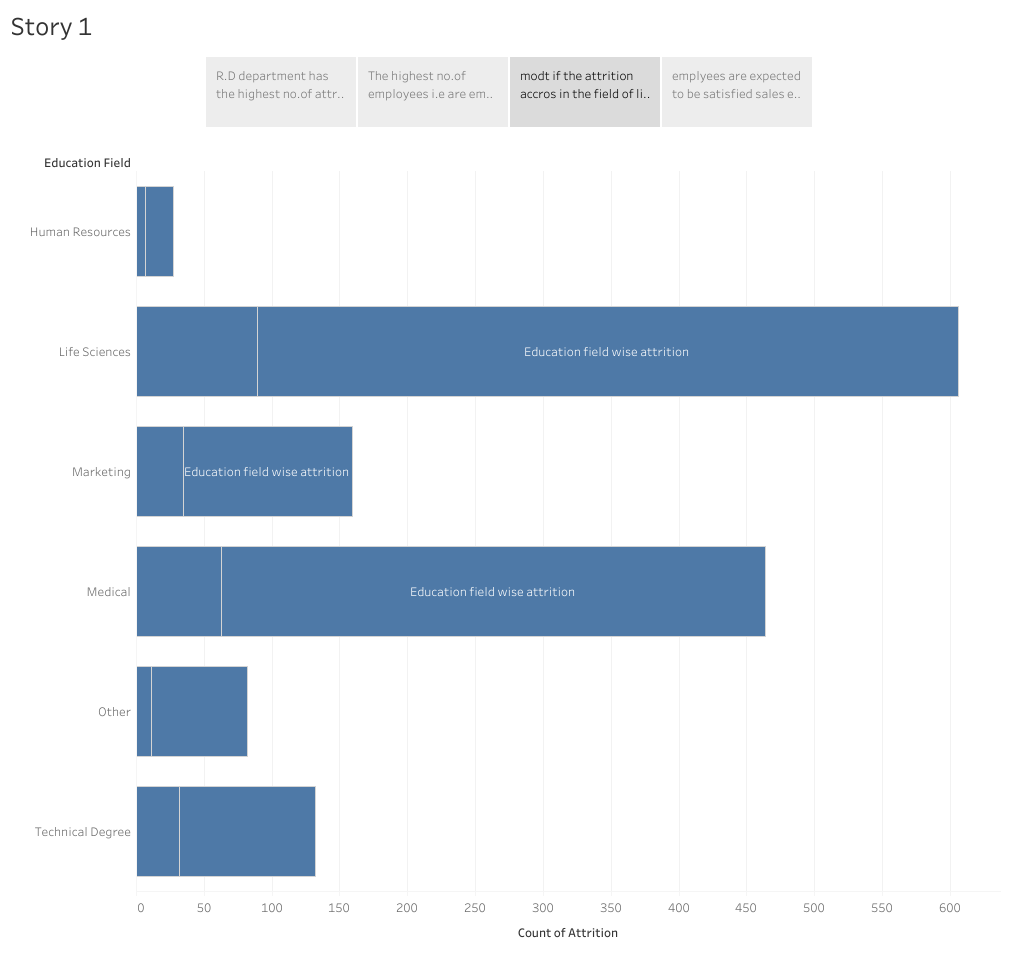 Story 1
R.D department has
the highest no.of attr..
The highest no.of
employees i.e are em..
modt if the attrition
accros in the field of li..
emplyees are expected
to be satisfied sales e..
Education Field
Human Resources
Life Sciences
Education field wise attrition
Marketing
Education field wise attrition
Medical
Education field wise attrition
Other
Technical Degree
0 50 100 150 200 250 300 350 400 450 500 550 600
Count of Attrition